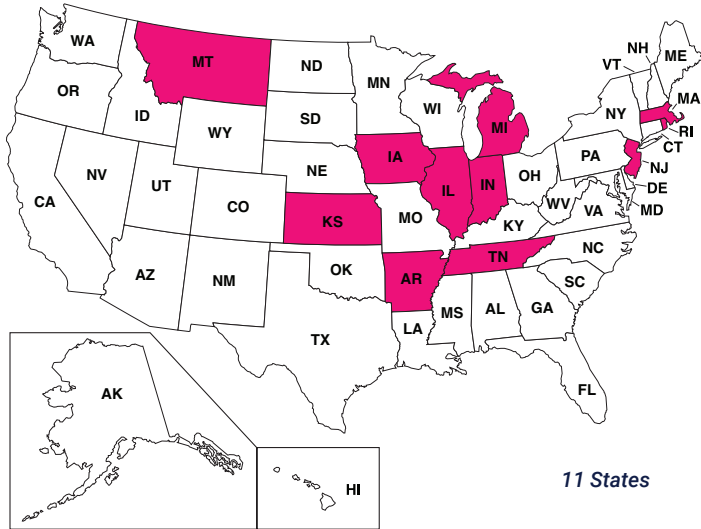 WA
MT
ND
MN
VT
NH
ME
OR
ID
SD
WI
MI
NY
MA
RI
CT
WY
IA
NE
PA
NJ
NV
UT
CO
IL
IN
OH
DE
MD
CA
KS
MO
WV
VA
KY
NC
TN
AZ
NM
OK
AR
SC
MS
AL
GA
TX
LA
FL
AK
HI
11 States